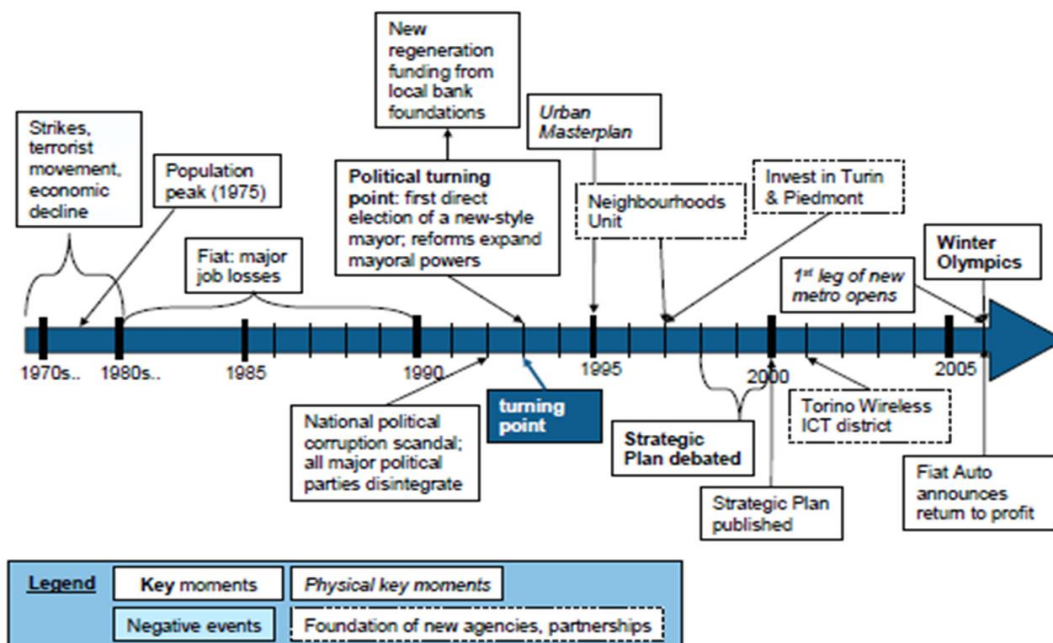 New
regeneration
funding from
local bank
foundations
Strikes,
terrorist
movement,
economic
decline
Population
peak (1975)
Fiat: major
job losses
Political turning
point: first direct
election of a new-style
mayor; reforms expand
mayoral powers
Urban
Masterplan
Neighbourhoods
Unit
Invest in Turin
& Piedmont
1st leg of new
metro opens
Winter
Olympics
1970s..
1980s..
1985
1990
1995
2000
2005
National political
corruption scandal;
all major political
parties disintegrate
turning
point
Strategic
Plan debated
Strategic Plan
published
Torino Wireless
ICT district
Fiat Auto
announces
return to profit
Legend
Key moments
Physical key moments
Negative events
Foundation of new agencies, partnerships